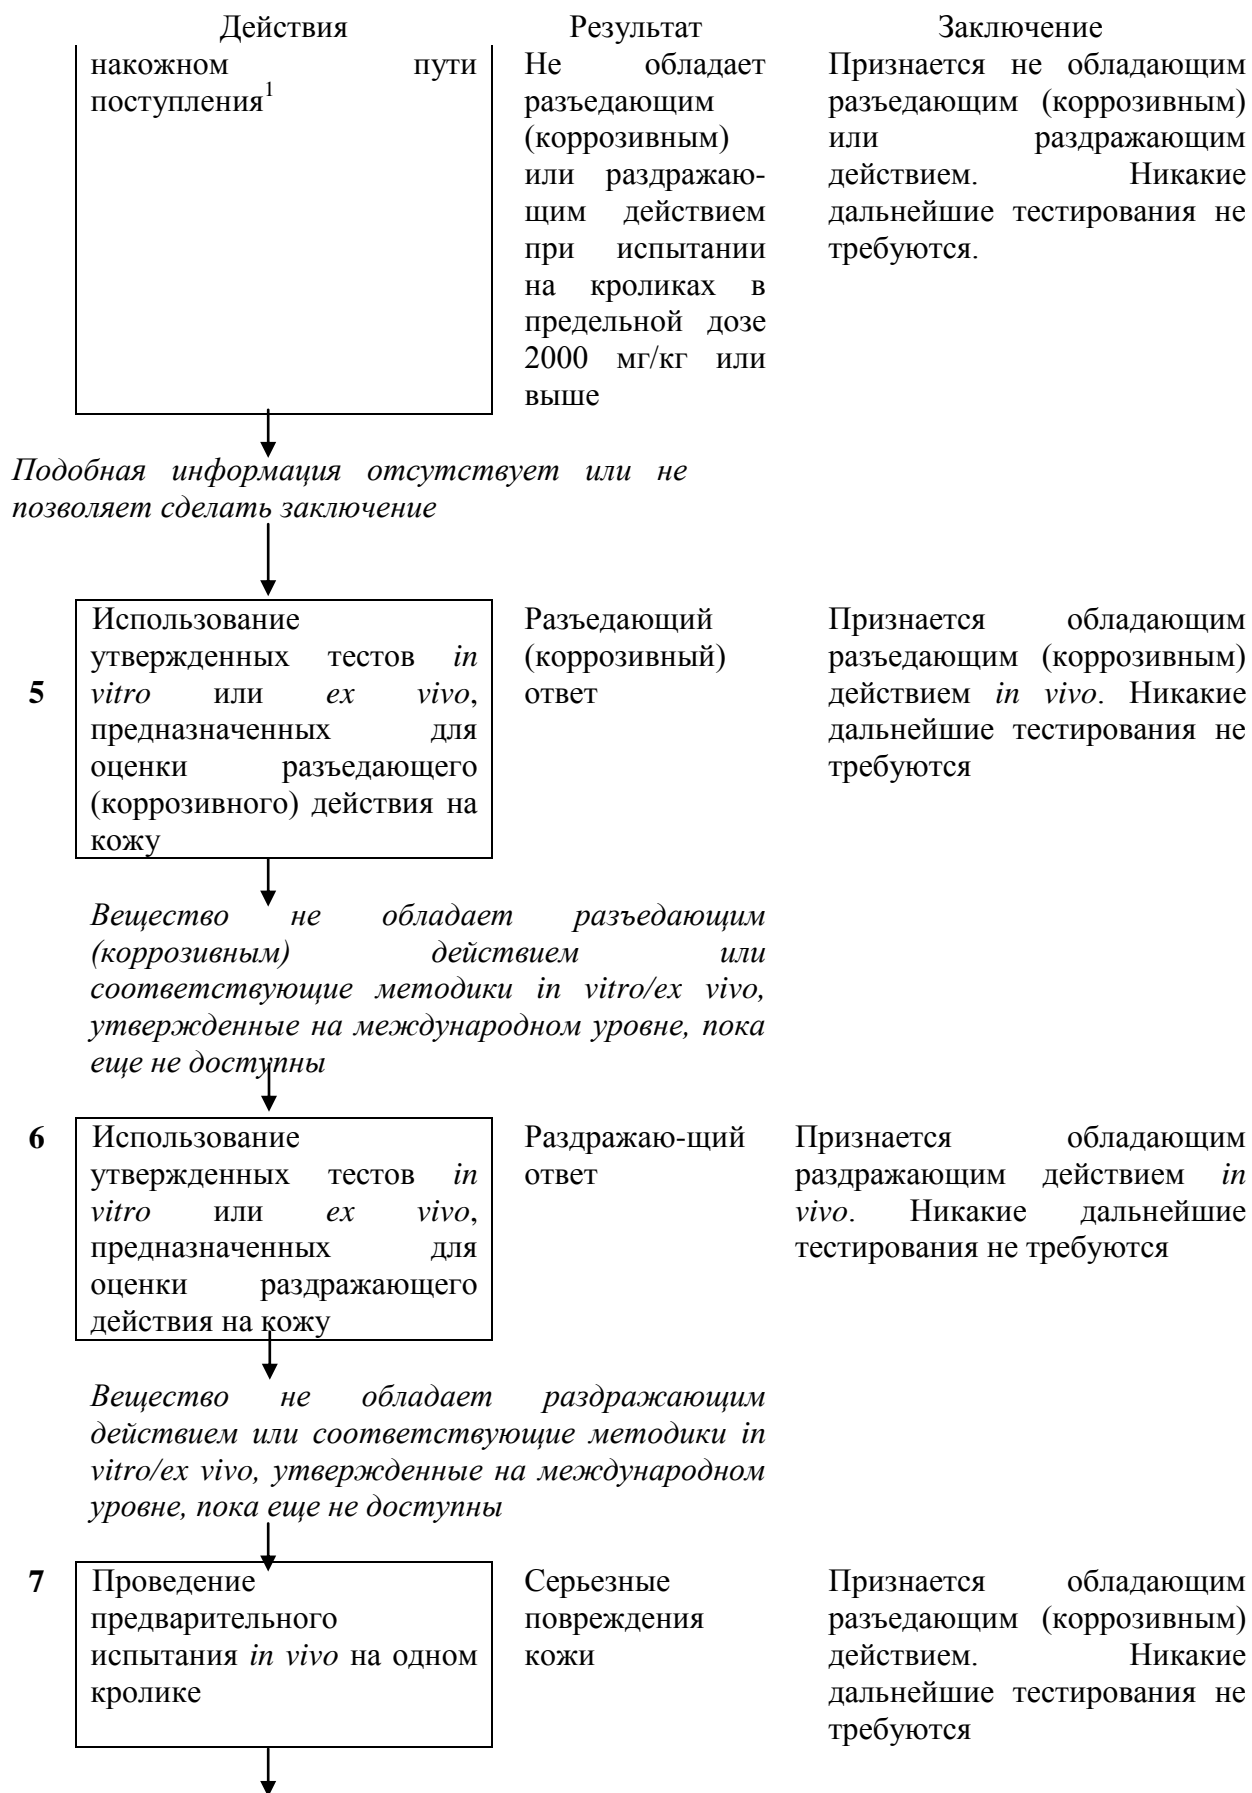 Действия Результат Заключение
накожном пути поступления¹
Не обладает
разъедающим
(коррозивным)
или раздражаю-
щим действием
при испытании
на кроликах в
предельной дозе
2000 мг/кг или
выше
Признается не обладающим
разъедающим (коррозивным)
или раздражающим
действием. Никакие
дальнейшие тестирования не
требуются.
Подобная информация отсутствует или не
позволяет сделать заключение
5
Использование
утвержденных тестов in
vitro или ex vivo,
предназначенных для
оценки разъедающего
(коррозивного) действия на
кожу
Разъедающий
(коррозивный)
ответ
Признается обладающим
разъедающим (коррозивным)
действием in vivo. Никакие
дальнейшие тестирования не
требуются
Вещество не обладает разъедающим
(коррозивным) действием или
соответствующие методики in vitro/ex vivo,
утвержденные на международном уровне, пока
еще не доступны
6
Использование
утвержденных тестов in
vitro или ex vivo,
предназначенных для
оценки раздражающего
действия на кожу
Раздражаю-щий
ответ
Признается обладающим
раздражающим действием in
vivo. Никакие дальнейшие
тестирования не требуются
Вещество не обладает раздражающим
действием или соответствующие методики in
vitro/ex vivo, утвержденные на международном
уровне, пока еще не доступны
7
Проведение
предварительного
испытания in vivo на одном
кролике
Серьезные
повреждения
кожи
Признается обладающим
разъедающим (коррозивным)
действием. Никакие
дальнейшие тестирования не
требуются